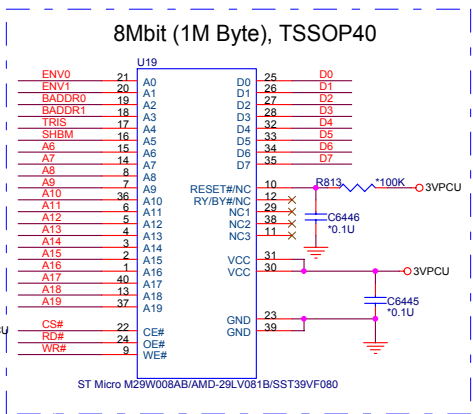 8Mbit (1M Byte), TSSOP40
U19
ENV0 21 A0 D0 25 D0
ENV1 20 A1 D1 26 D1
BADDR0 19 A2 D2 27 D2
BADDR1 18 A3 D3 28 D3
TRIS 17 A4 D4 32 D4
SHBM 16 A5 D5 33 D5
A6 15 A6 D6 34 D6
A7 14 A7 D7 35 D7
A8 8 A8
A9 7 A9 RESET#/NC 10 R813 *100K 3VPCU
A10 36 A10 RY/BY#/NC 12
A11 6 A11 NC1 29
A12 5 A12 NC2 38 C6446
A13 4 A13 NC3 11 *0.1U
A14 3 A14
A15 2 A15 VCC 31
A16 1 A16 VCC 30 3VPCU
A17 40 A17
A18 13 A18
A19 37 A19 C6445
*0.1U
GND 23
CS# 22 CE# GND 39
RD# 24 OE#
WR# 9 WE#
ST Micro M29W008AB/AMD-29LV081B/SST39VF080